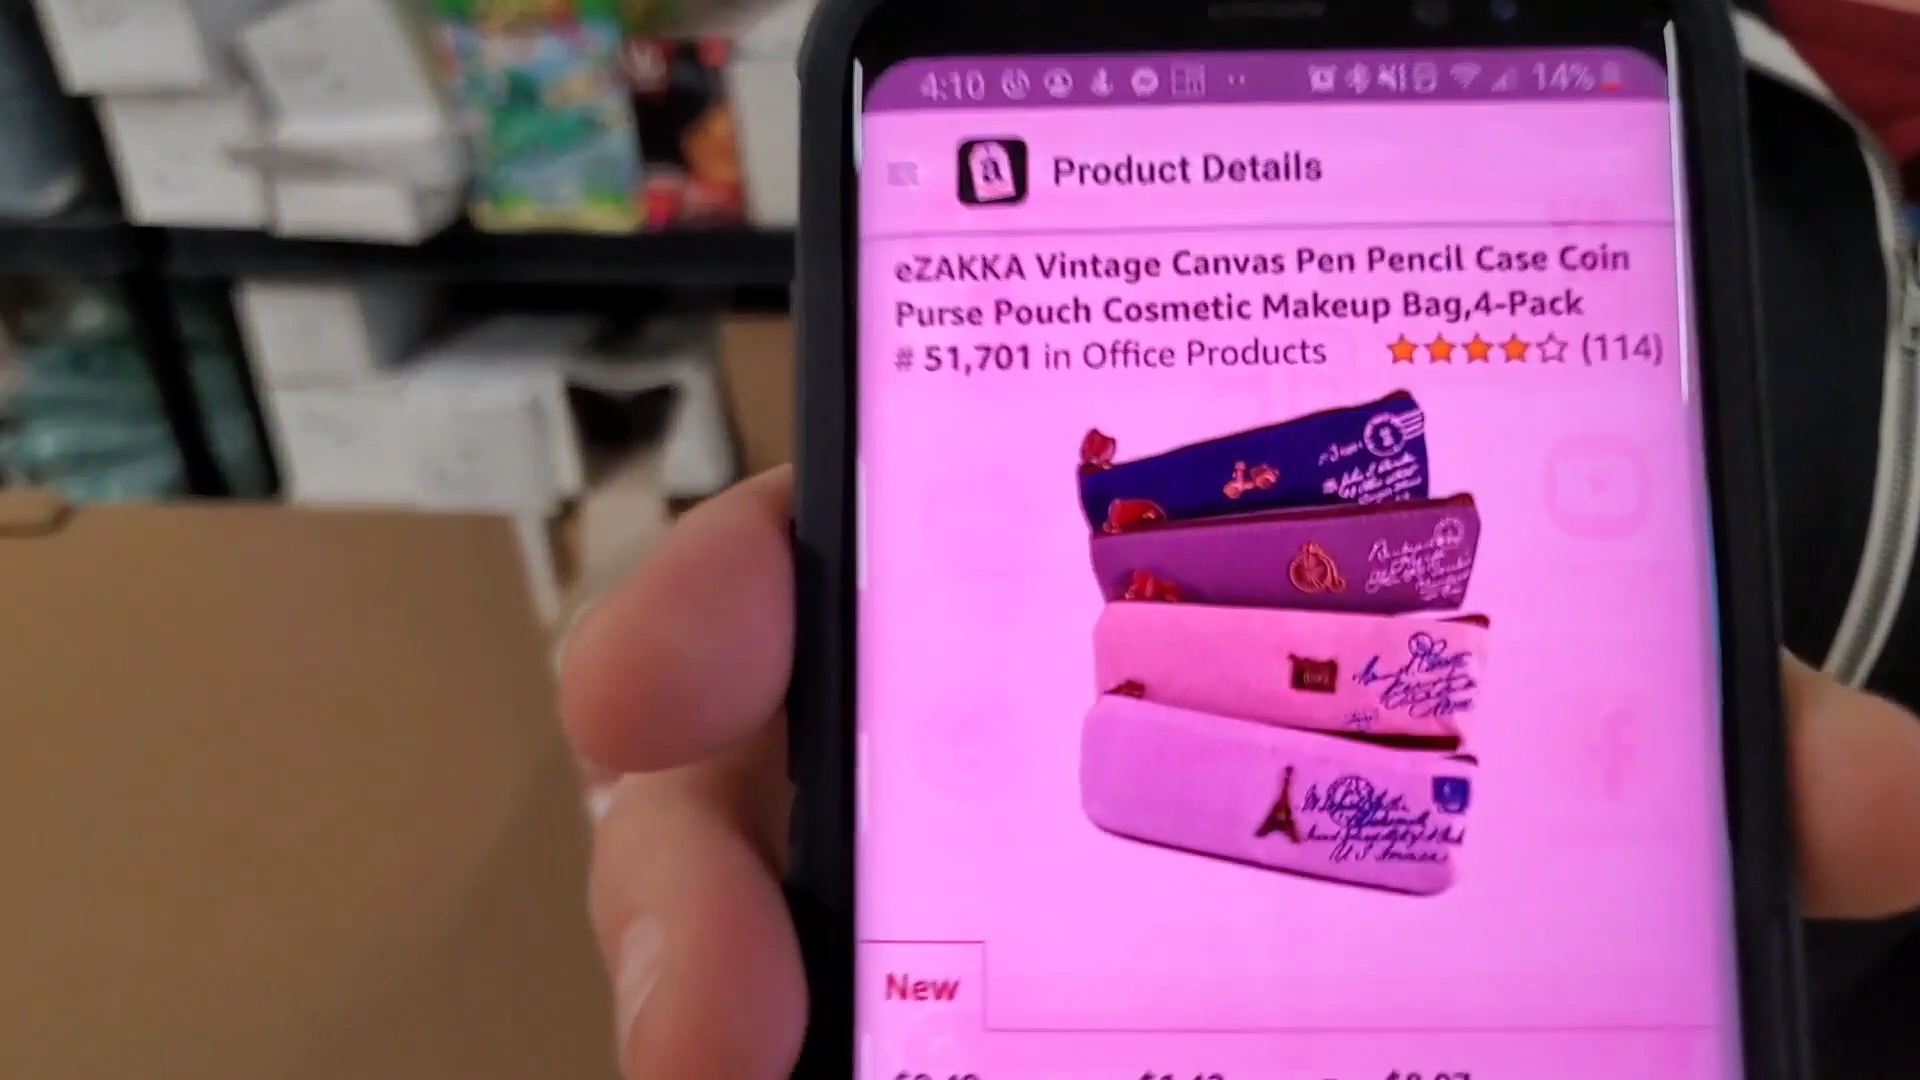 4:10 14%
a Product Details
eZAKKA Vintage Canvas Pen Pencil Case Coin
Purse Pouch Cosmetic Makeup Bag,4-Pack
# 51,701 in Office Products (114)
New